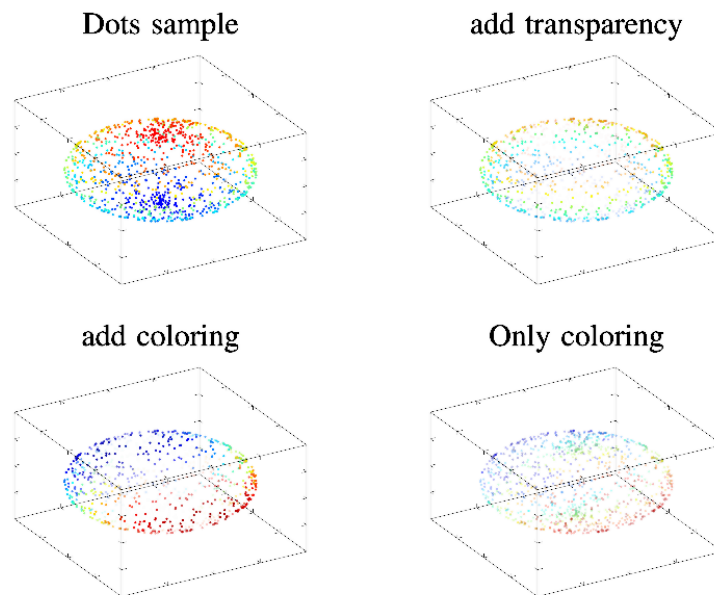 Dots sample
add transparency
add coloring
Only coloring